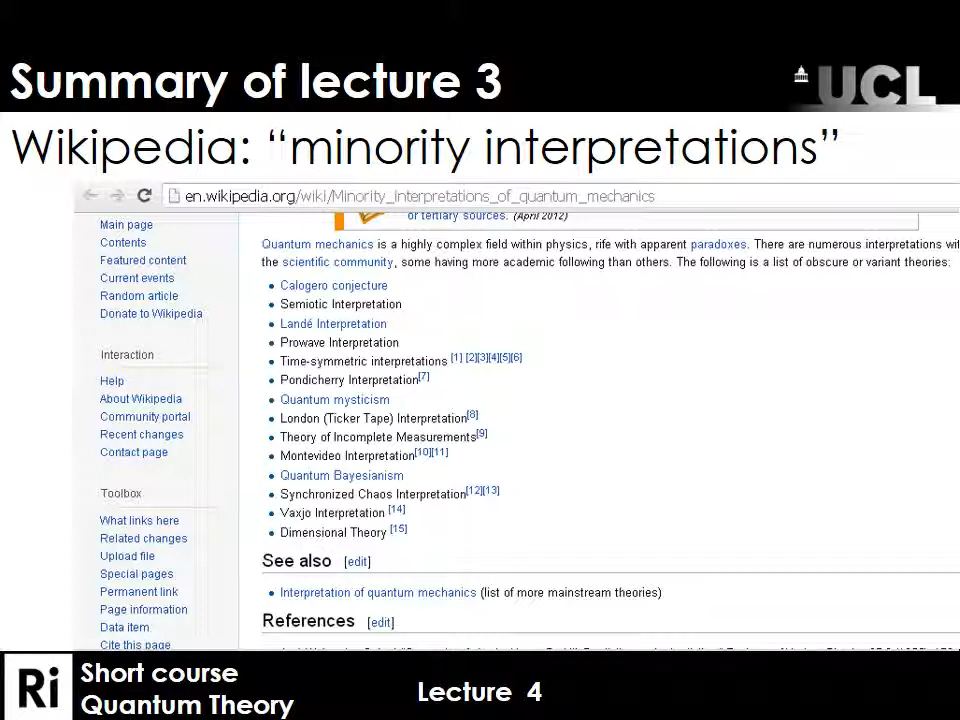 Summary of lecture 3
UCL
Wikipedia: “minority interpretations”
en.wikipedia.org/wiki/Minority_interpretations_of_quantum_mechanics
or tertiary sources. (April 2012)
Main page
Contents
Featured content
Current events
Random article
Donate to Wikipedia
Interaction
Help
About Wikipedia
Community portal
Recent changes
Contact page
Toolbox
What links here
Related changes
Upload file
Special pages
Permanent link
Page information
Data item
Cite this page
Quantum mechanics is a highly complex field within physics, rife with apparent paradoxes. There are numerous interpretations
the scientific community, some having more academic following than others. The following is a list of obscure or variant theories:
• Calogero conjecture
• Semiotic Interpretation
• Landé Interpretation
• Prowave Interpretation
• Time-symmetric interpretations [1] [2][3][4][5][6]
• Pondicherry Interpretation[7]
• Quantum mysticism
• London (Ticker Tape) Interpretation[8]
• Theory of Incomplete Measurements[9]
• Montevideo Interpretation[10][11]
• Quantum Bayesianism
• Synchronized Chaos Interpretation[12][13]
• Vaxjo Interpretation [14]
• Dimensional Theory [15]
See also [edit]
• Interpretation of quantum mechanics (list of more mainstream theories)
References [edit]
Ri
Short course
Quantum Theory
Lecture 4